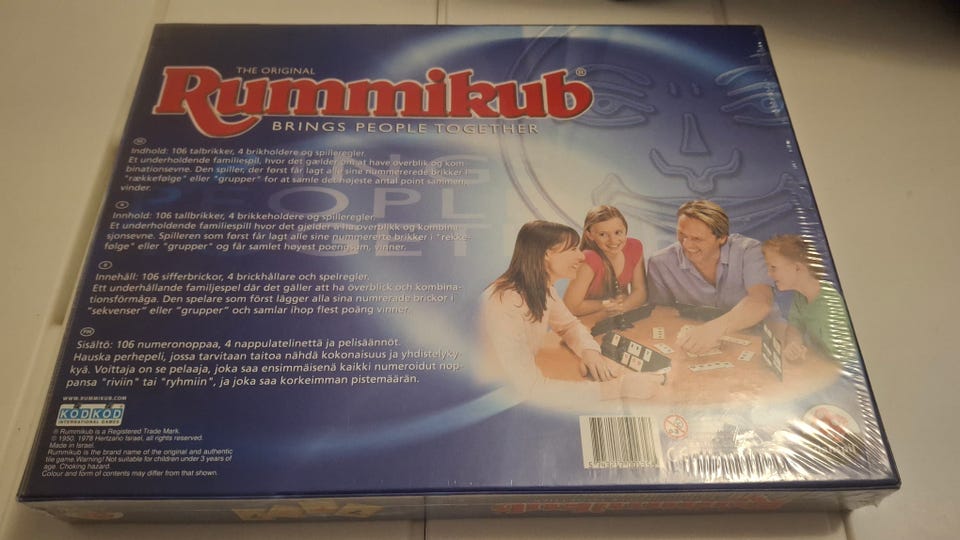 THE ORIGINAL
Rummikub®
BRINGS PEOPLE TOGETHER
DK
Indhold: 106 talbrikker, 4 brikholdere og spilleregler.
Et underholdende familiespil, hvor det gælder om at have overblik og kom-
binationsevne. Den spiller, der først får lagt alle sine nummererede brikker i
"rækkefølge" eller "grupper" for at samle det højeste antal point sammen,
vinder.
N
Innhold: 106 tallbrikker, 4 brikkeholdere og spilleregler.
Et underholdende familiespill hvor det gjelder å ha overblikk og kombin-
sjonsevne. Spilleren som først får lagt alle sine nummererte brikker i "rekke-
følge" eller "grupper" og får samlet høyest poengsum, vinner.
S
Innehåll: 106 sifferbrickor, 4 brickhållare och spelregler.
Ett underhållande familjespel där det gäller att ha överblick och kombina-
tionsförmåga. Den spelare som först lägger alla sina numrerade brickor i
"sekvenser" eller "grupper" och samlar ihop flest poäng vinner.
FIN
Sisältö: 106 numeronoppaa, 4 nappulatelinettä ja pelisäännöt.
Hauska perhepeli, jossa tarvitaan taitoa nähdä kokonaisuus ja yhdistelyky-
kyä. Voittaja on se pelaaja, joka saa ensimmäisenä kaikki numeroidut nop-
pansa "riviin" tai "ryhmiin", ja joka saa korkeimman pistemäärän.
WWW.RUMMIKUB.COM
KODKOD
INTERNATIONAL GAMES
® Rummikub is a Registered Trade Mark.
© 1950, 1978 Hertzano Israel, all rights reserved.
Made in Israel.
Rummikub is the brand name of the original and authentic
tile game.Warning! Not suitable for children under 3 years of
age. Choking hazard.
Colour and form of contents may differ from that shown.